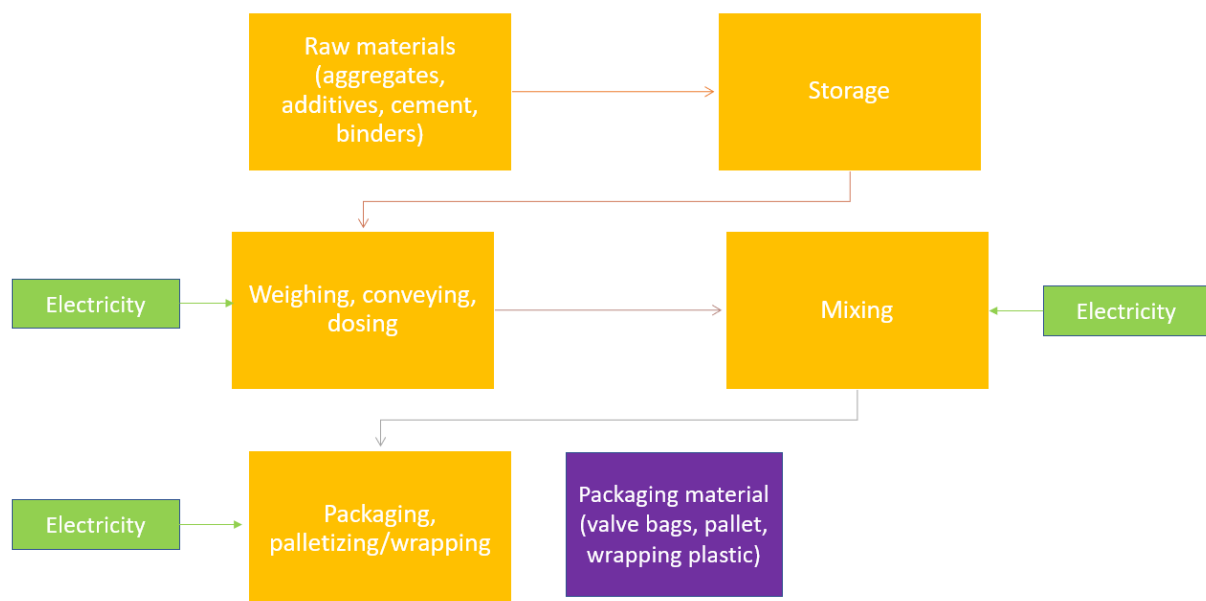 Raw materials
(aggregates,
additives, cement,
binders)
Storage
Electricity
Weighing, conveying,
dosing
Mixing
Electricity
Electricity
Packaging,
palletizing/wrapping
Packaging material
(valve bags, pallet,
wrapping plastic)